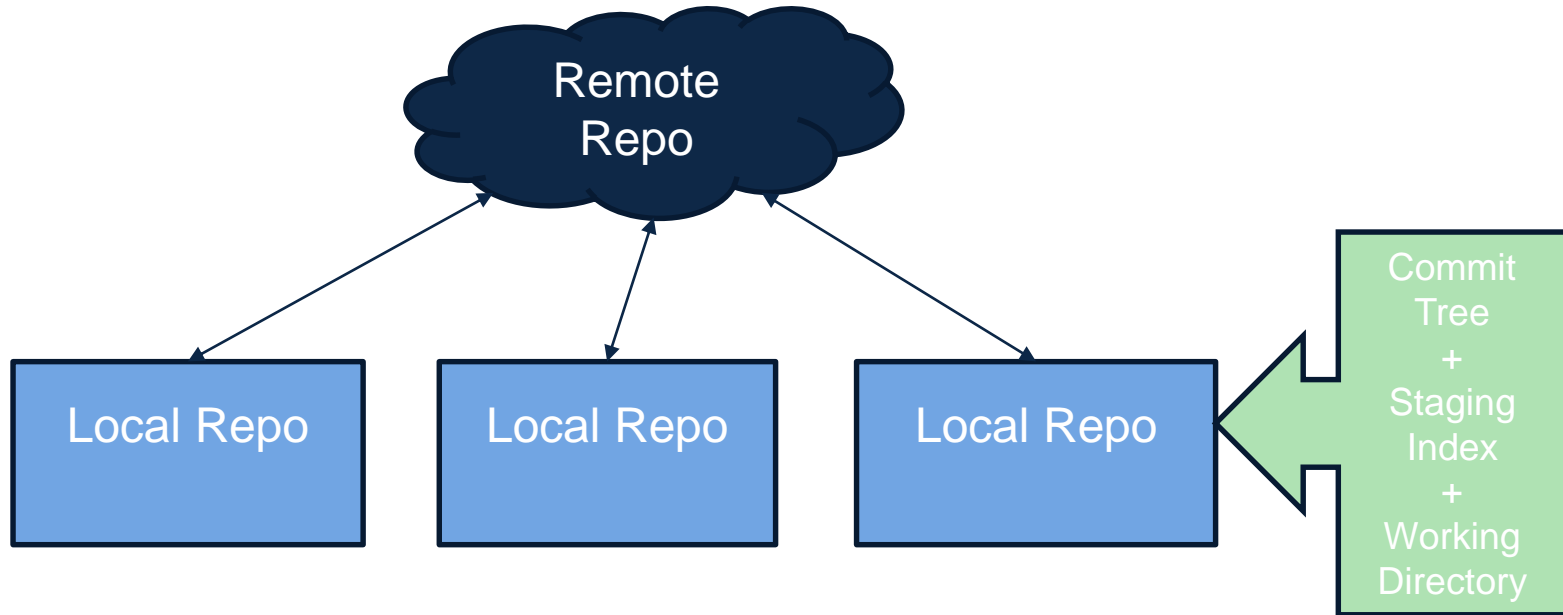 Remote
Repo
Local Repo
Local Repo
Local Repo
Commit
Tree
+
Staging
Index
+
Working
Directory